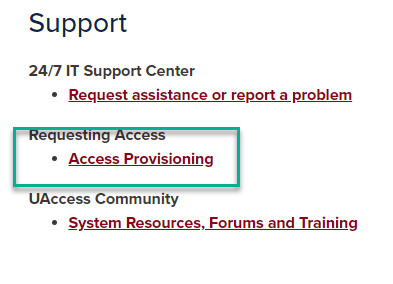 Support
24/7 IT Support Center
Request assistance or report a problem
Requesting Access
Access Provisioning
UAccess Community
System Resources, Forums and Training